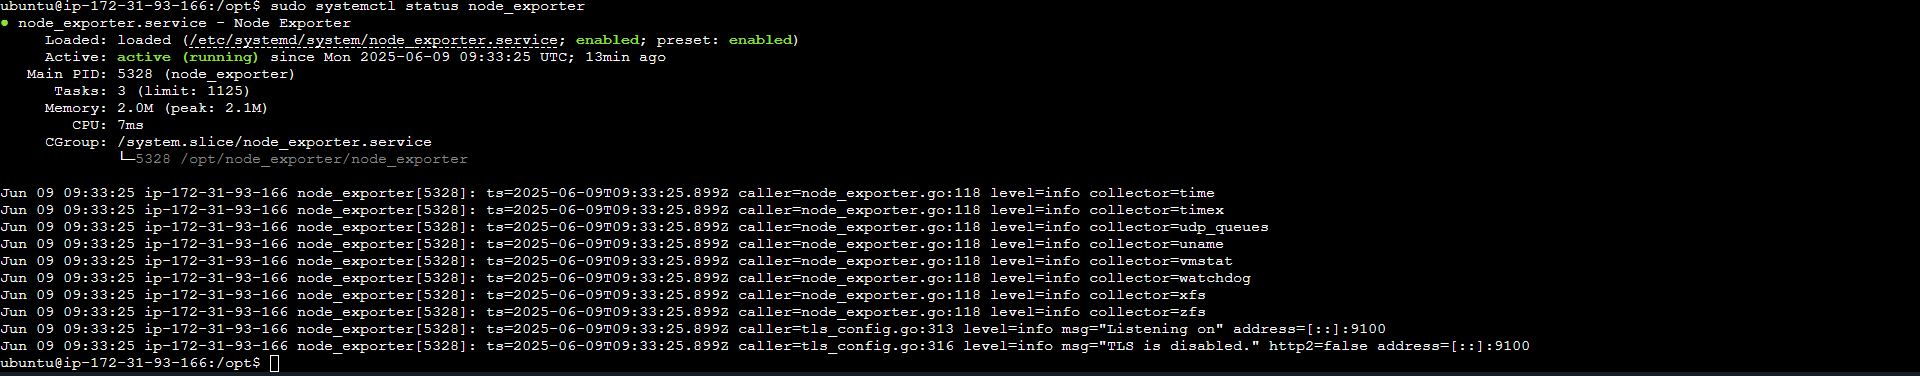 ubuntu@ip-172-31-93-166:/opt$ sudo systemctl status node_exporter
● node_exporter.service - Node Exporter
     Loaded: loaded (/etc/systemd/system/node_exporter.service; enabled; preset: enabled)
     Active: active (running) since Mon 2025-06-09 09:33:25 UTC; 13min ago
   Main PID: 5328 (node_exporter)
      Tasks: 3 (limit: 1125)
     Memory: 2.0M (peak: 2.1M)
        CPU: 7ms
     CGroup: /system.slice/node_exporter.service
             └─5328 /opt/node_exporter/node_exporter
Jun 09 09:33:25 ip-172-31-93-166 node_exporter[5328]: ts=2025-06-09T09:33:25.899Z caller=node_exporter.go:118 level=info collector=time
Jun 09 09:33:25 ip-172-31-93-166 node_exporter[5328]: ts=2025-06-09T09:33:25.899Z caller=node_exporter.go:118 level=info collector=timex
Jun 09 09:33:25 ip-172-31-93-166 node_exporter[5328]: ts=2025-06-09T09:33:25.899Z caller=node_exporter.go:118 level=info collector=udp_queues
Jun 09 09:33:25 ip-172-31-93-166 node_exporter[5328]: ts=2025-06-09T09:33:25.899Z caller=node_exporter.go:118 level=info collector=uname
Jun 09 09:33:25 ip-172-31-93-166 node_exporter[5328]: ts=2025-06-09T09:33:25.899Z caller=node_exporter.go:118 level=info collector=vmstat
Jun 09 09:33:25 ip-172-31-93-166 node_exporter[5328]: ts=2025-06-09T09:33:25.899Z caller=node_exporter.go:118 level=info collector=watchdog
Jun 09 09:33:25 ip-172-31-93-166 node_exporter[5328]: ts=2025-06-09T09:33:25.899Z caller=node_exporter.go:118 level=info collector=xfs
Jun 09 09:33:25 ip-172-31-93-166 node_exporter[5328]: ts=2025-06-09T09:33:25.899Z caller=node_exporter.go:118 level=info collector=zfs
Jun 09 09:33:25 ip-172-31-93-166 node_exporter[5328]: ts=2025-06-09T09:33:25.899Z caller=tls_config.go:313 level=info msg="Listening on" address=[::]:9100
Jun 09 09:33:25 ip-172-31-93-166 node_exporter[5328]: ts=2025-06-09T09:33:25.899Z caller=tls_config.go:316 level=info msg="TLS is disabled." http2=false address=[::]:9100
ubuntu@ip-172-31-93-166:/opt$